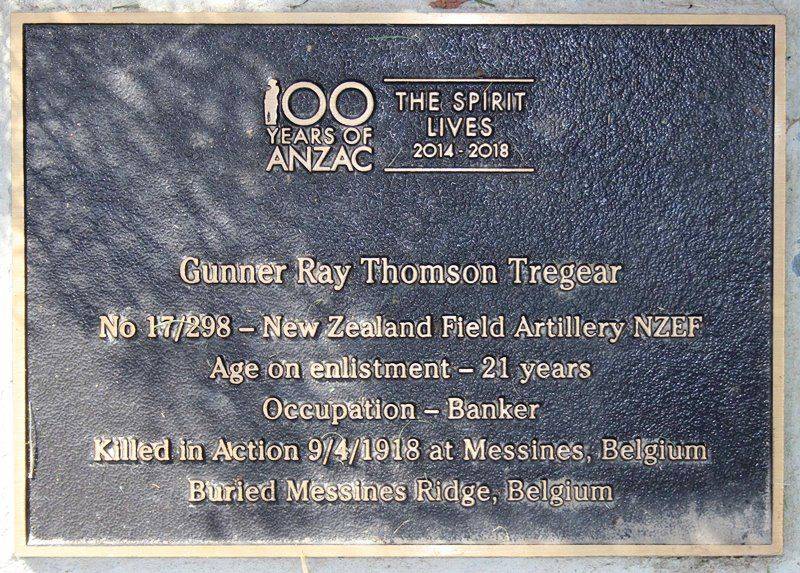 100
YEARS OF
ANZAC
THE SPIRIT
LIVES
2014 - 2018
Gunner Ray Thomson Tregear
No 17/298 – New Zealand Field Artillery NZEF
Age on enlistment – 21 years
Occupation – Banker
Killed in Action 9/4/1918 at Messines, Belgium
Buried Messines Ridge, Belgium